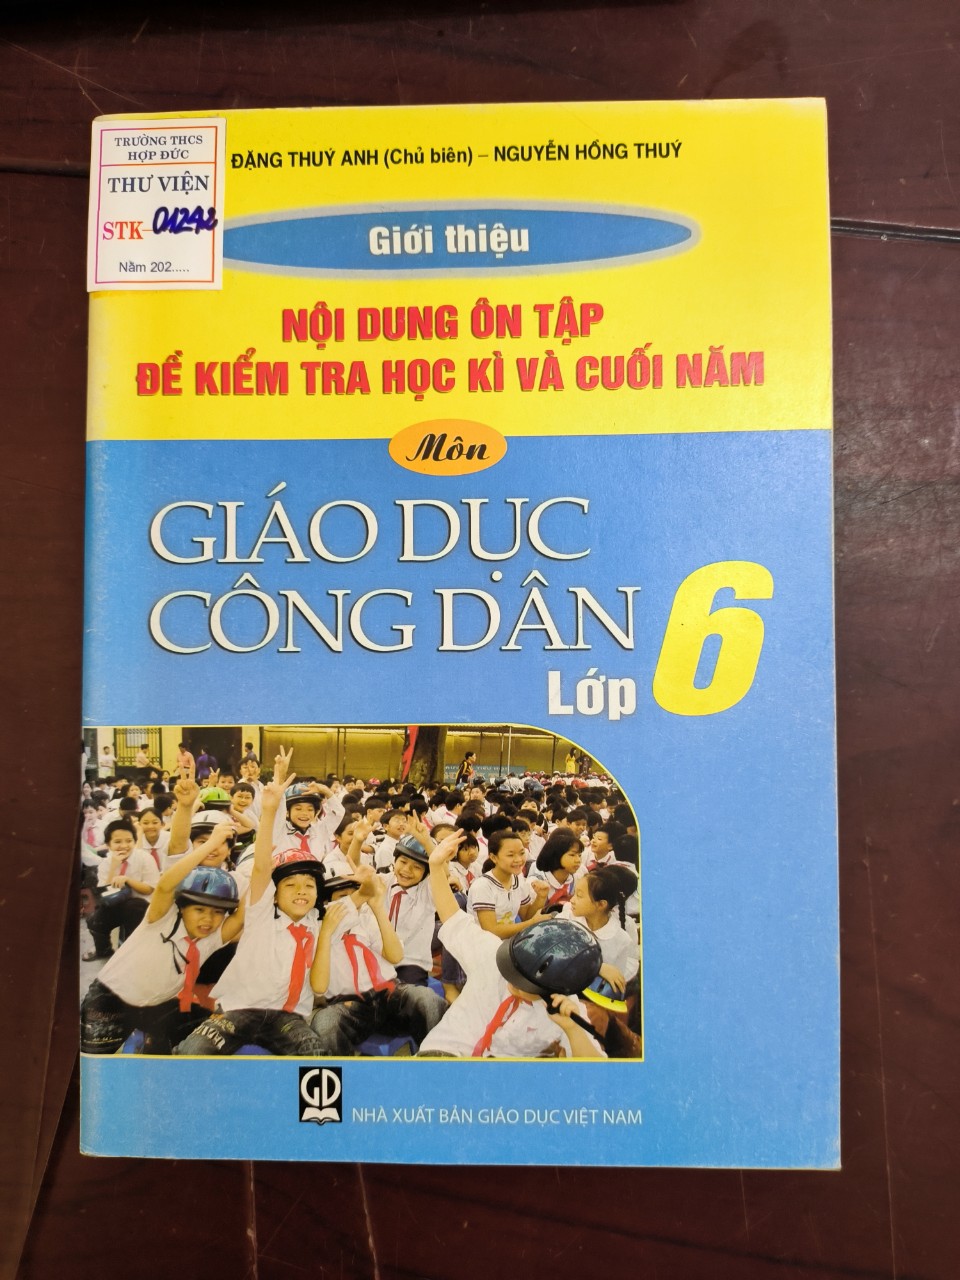 TRƯỜNG THCS
HỢP ĐỨC
THƯ VIỆN
STK 01242
Năm 202.....
ĐẶNG THUÝ ANH (Chủ biên) – NGUYỄN HỒNG THUÝ
Giới thiệu
NỘI DUNG ÔN TẬP
ĐỀ KIỂM TRA HỌC KÌ VÀ CUỐI NĂM
Môn
GIÁO DỤC
CÔNG DÂN
Lớp 6
GD
NHÀ XUẤT BẢN GIÁO DỤC VIỆT NAM